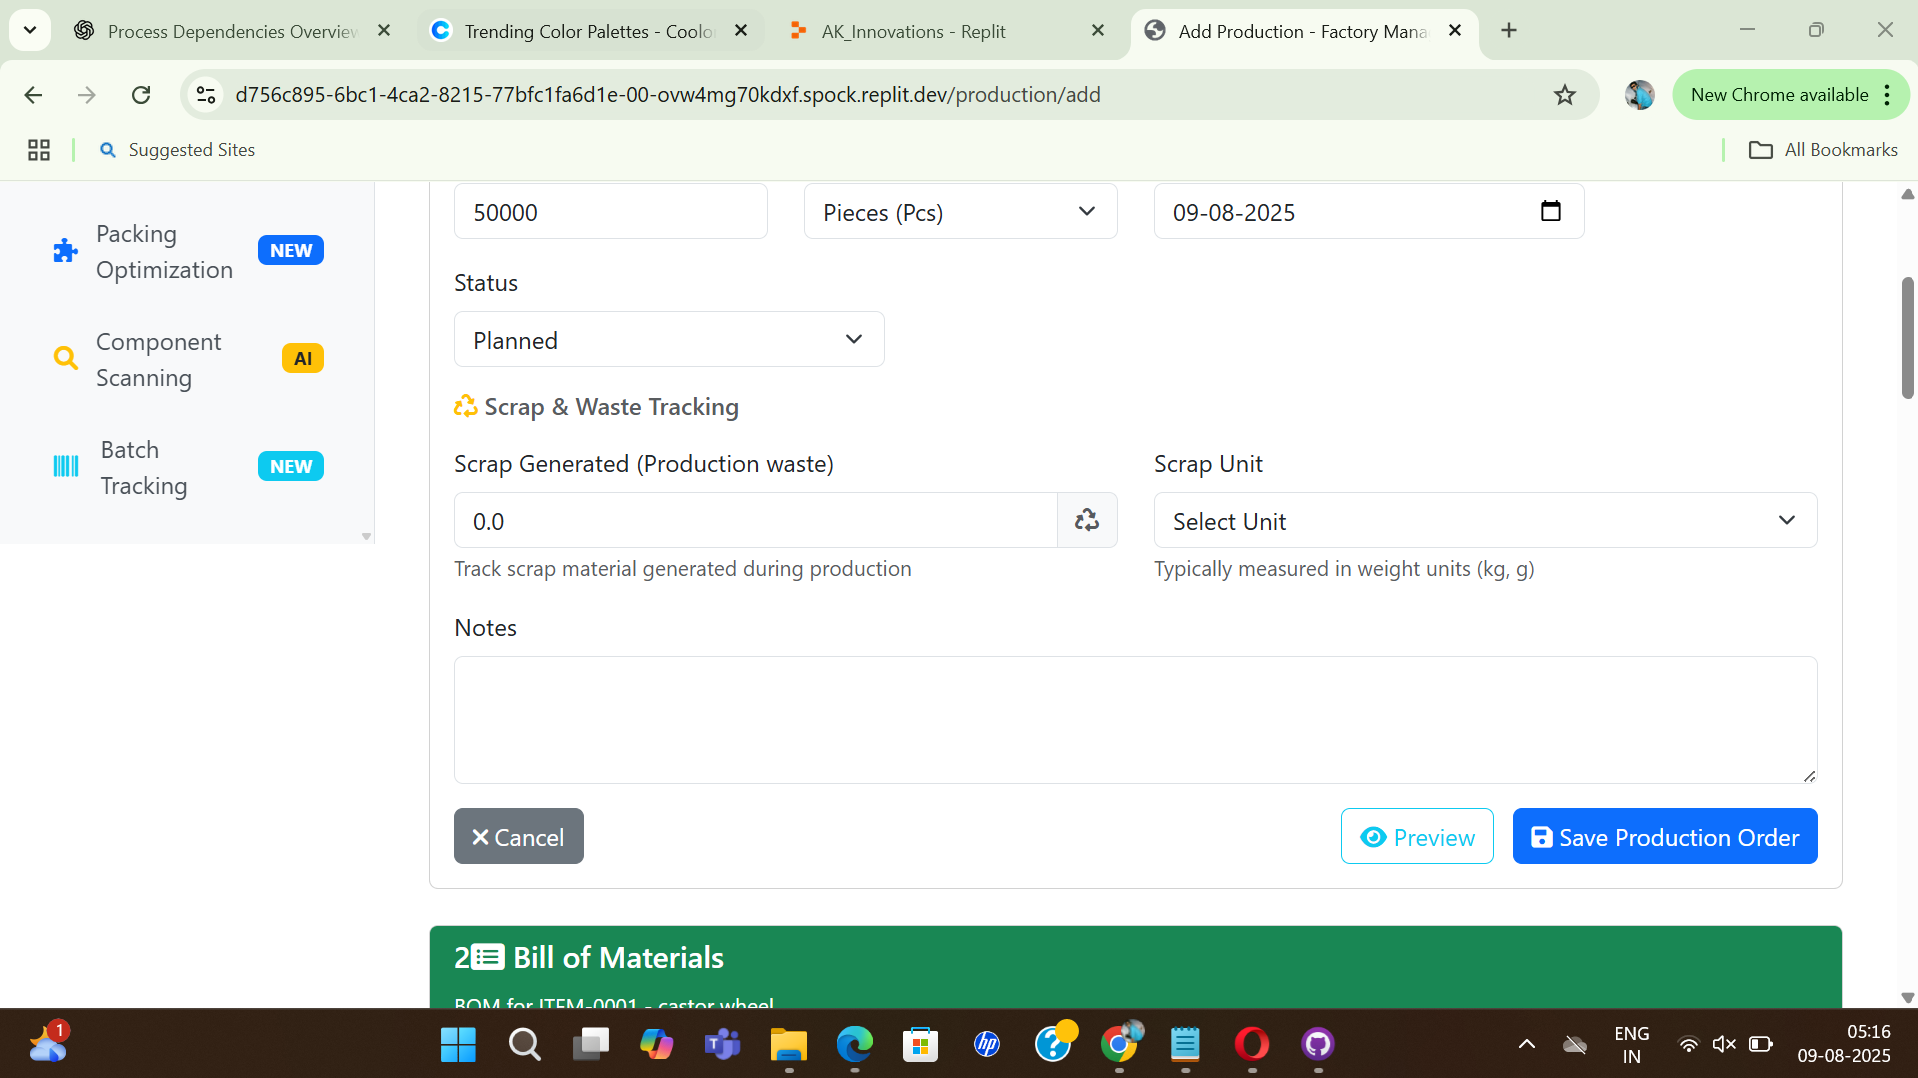 Process Dependencies Overview
Trending Color Palettes - Coolo
AK_Innovations - Replit
Add Production - Factory Mana
d756c895-6bc1-4ca2-8215-77bfc1fa6d1e-00-ovw4mg70kdxf.spock.replit.dev/production/add
New Chrome available
Suggested Sites
All Bookmarks
Packing
Optimization
NEW
Component
Scanning
AI
Batch
Tracking
NEW
50000
Pieces (Pcs)
09-08-2025
Status
Planned
Scrap & Waste Tracking
Scrap Generated (Production waste)
Scrap Unit
0.0
Select Unit
Track scrap material generated during production
Typically measured in weight units (kg, g)
Notes
Cancel
Preview
Save Production Order
2 Bill of Materials
BOM for ITEM-0001 - castor wheel
1
hp
ENG
IN
05:16
09-08-2025